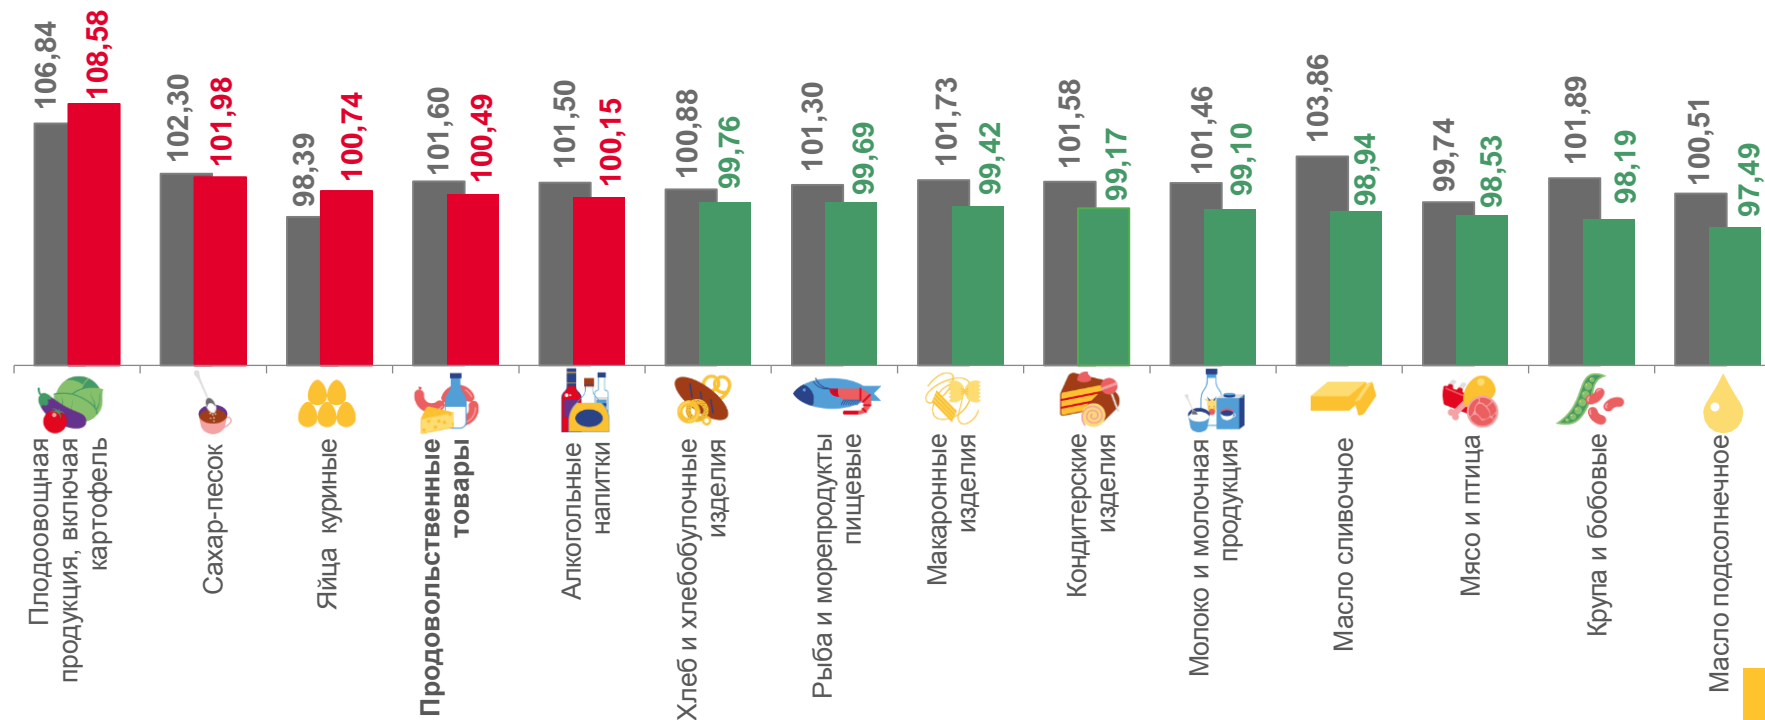 106,84
108,58
102,30
101,98
98,39
100,74
101,60
100,49
101,50
100,15
100,88
99,76
101,30
99,69
101,73
99,42
101,58
99,17
101,46
99,10
103,86
98,94
99,74
98,53
101,89
98,19
100,51
97,49
Плодоовощная
продукция, включая
картофель
Сахар-песок
Яйца куриные
Продовольственные
товары
Алкогольные
напитки
Хлеб и хлебобулочные
изделия
Рыба и морепродукты
пищевые
Макаронные
изделия
Кондитерские
изделия
Молоко и молочная
продукция
Масло сливочное
Мясо и птица
Крупа и бобовые
Масло подсолнечное